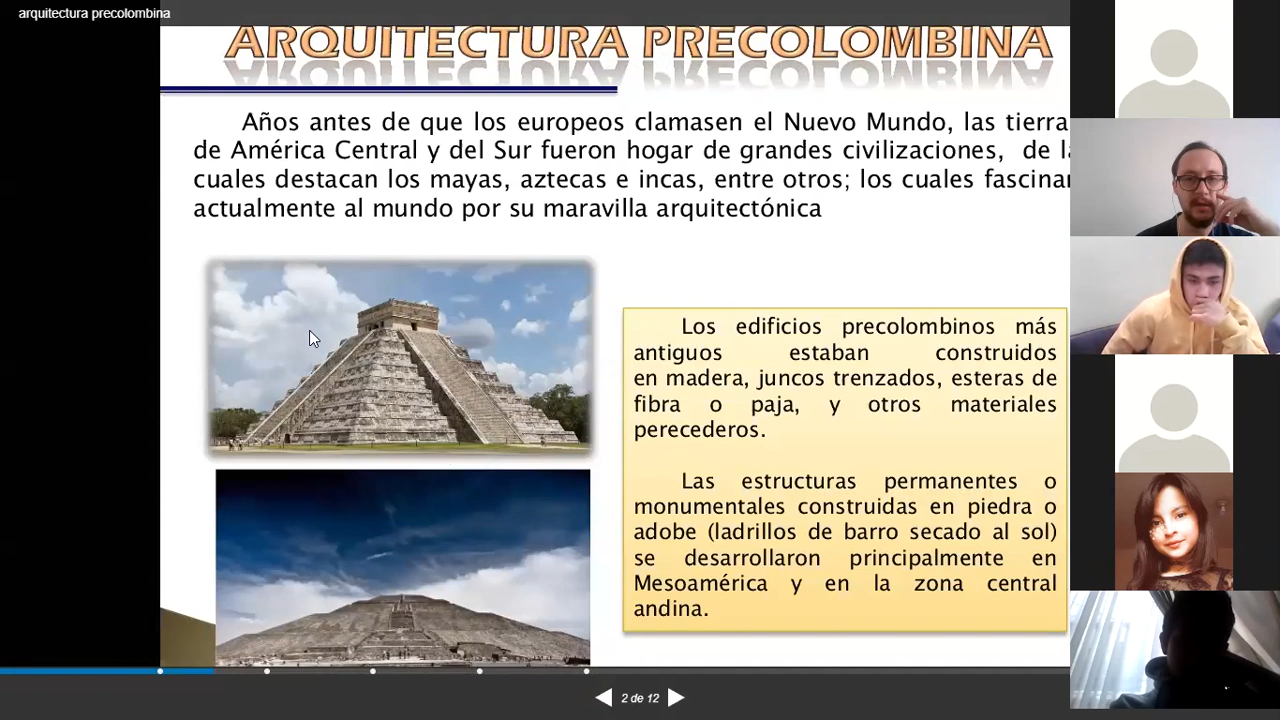 arquitectura precolombina
ARQUITECTURA PRECOLOMBINA
Años antes de que los europeos clamasen el Nuevo Mundo, las tierra
de América Central y del Sur fueron hogar de grandes civilizaciones, de l
cuales destacan los mayas, aztecas e incas, entre otros; los cuales fascinan
actualmente al mundo por su maravilla arquitectónica
Los edificios precolombinos más
antiguos estaban construidos
en madera, juncos trenzados, esteras de
fibra o paja, y otros materiales
perecederos.
Las estructuras permanentes o
monumentales construidas en piedra o
adobe (ladrillos de barro secado al sol)
se desarrollaron principalmente en
Mesoamérica y en la zona central
andina.
2 de 12